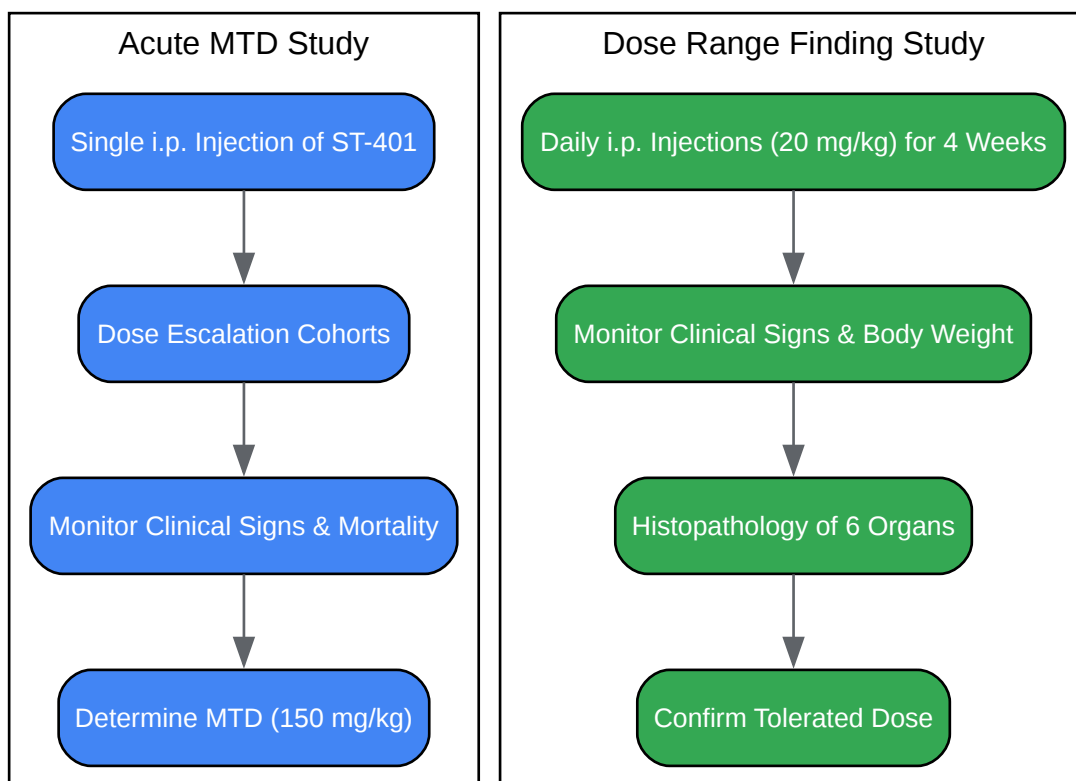 Acute MTD Study
Single i.p. Injection of ST-401
Dose Escalation Cohorts
Monitor Clinical Signs & Mortality
Determine MTD (150 mg/kg)
Dose Range Finding Study
Daily i.p. Injections (20 mg/kg) for 4 Weeks
Monitor Clinical Signs & Body Weight
Histopathology of 6 Organs
Confirm Tolerated Dose